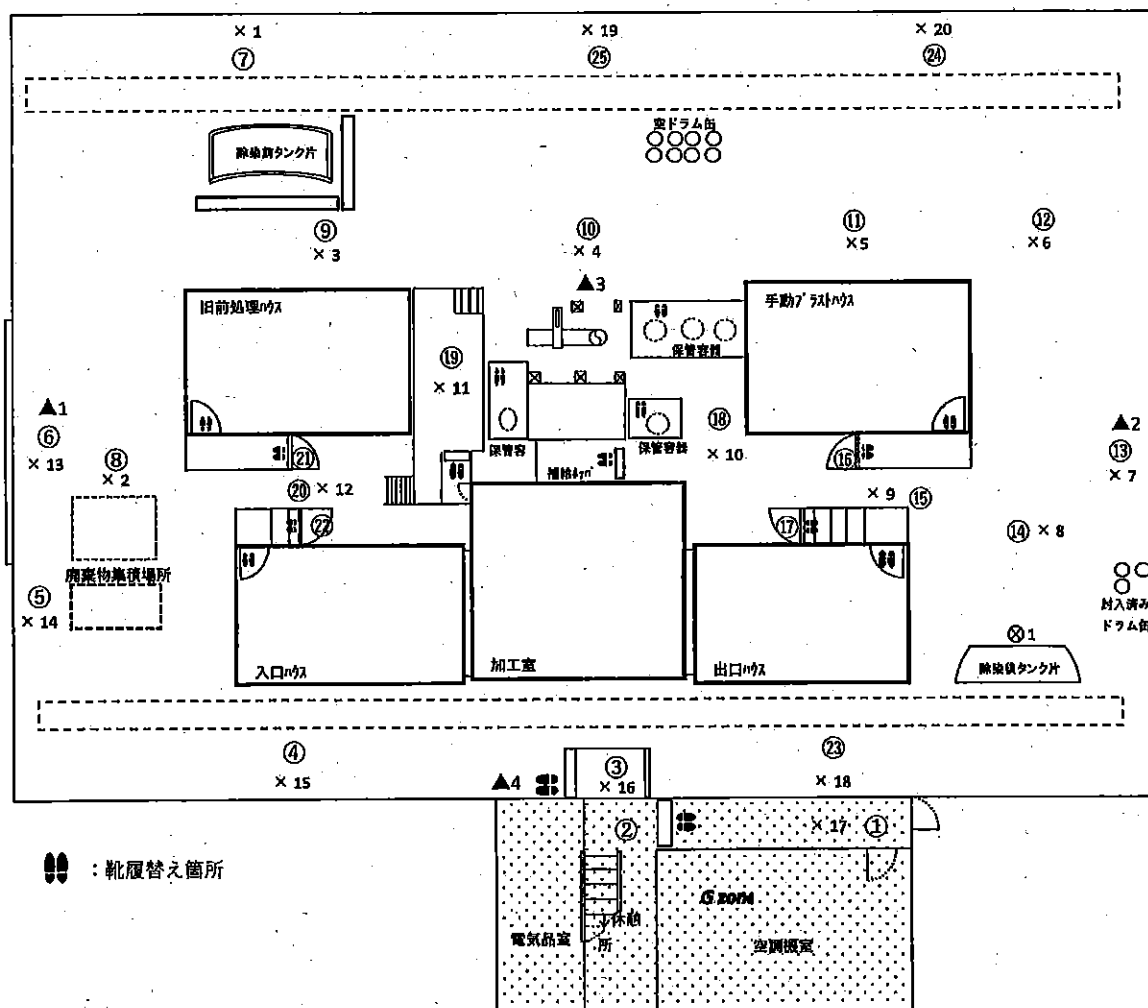 × 1
× 19
× 20
⑦
㉕
㉔
空ドラム缶
除染前タンク片
⑨
× 3
⑩
× 4
⑪
× 5
⑫
× 6
▲3
旧前処理ハウス
手動ブラストハウス
保管容器
⑲
× 11
▲1
⑥
× 13
⑧
× 2
⑱
× 10
保管容
保管容器
▲2
⑬
× 7
㉑
⑯
⑳
× 12
× 9
⑮
㉒
⑰
⑭ × 8
廃棄物集積場所
⑤
× 14
封入済み
ドラム缶
⊗1
除染後タンク片
入口ハウス
加工室
出口ハウス
④
× 15
▲4
③
× 16
㉓
× 18
②
× 17
①
：靴履替え箇所
G zone
休憩
所
電気品室
空調機室